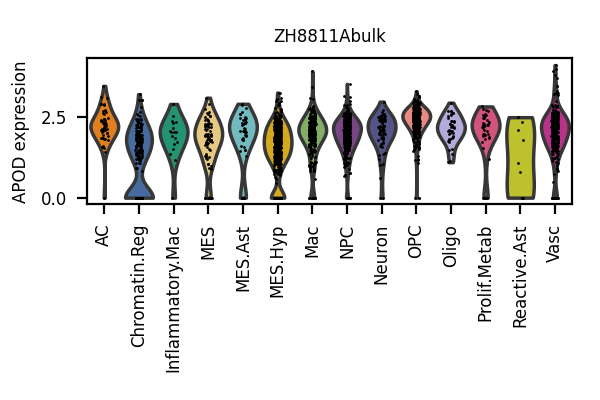 ZH8811Abulk
APOD expression
2.5
0.0
AC
Chromatin.Reg
Inflammatory.Mac
MES
MES.Ast
MES.Hyp
Mac
NPC
Neuron
OPC
Oligo
Prolif.Metab
Reactive.Ast
Vasc